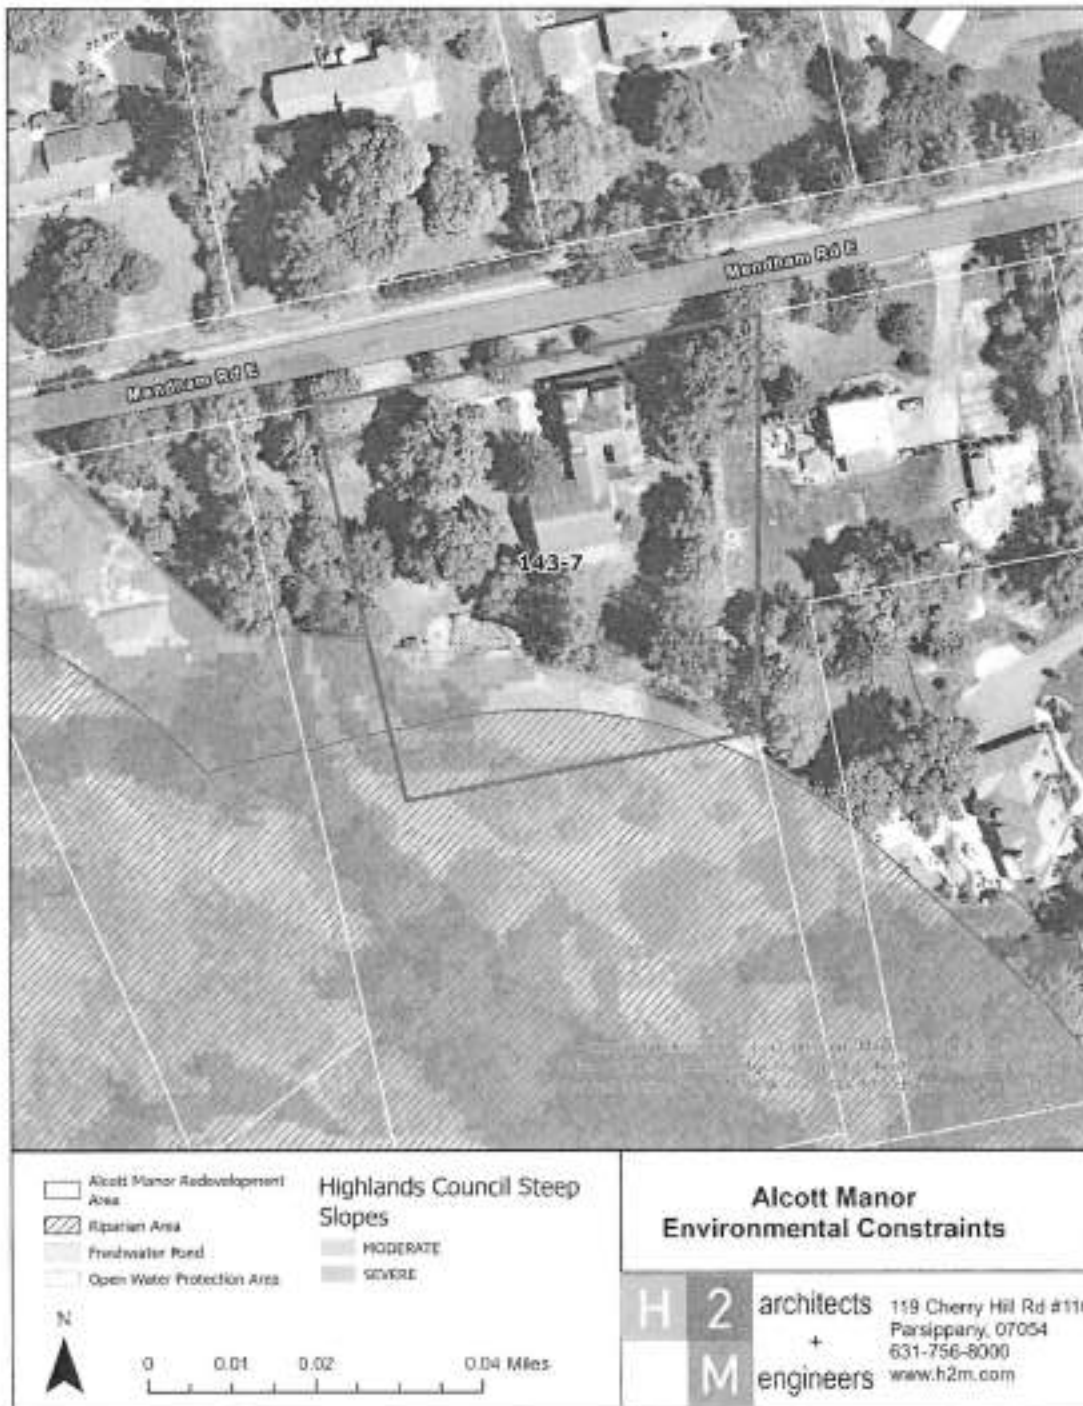 Mendham Rd E
Mendham Rd E
143-7
Alcott Manor Redevelopment
Area
Riparian Area
Freshwater Pond
Open Water Protection Area
Highlands Council Steep
Slopes
MODERATE
SEVERE
N
0 0.01 0.02 0.04 Miles
Alcott Manor
Environmental Constraints
H2M
architects
+
engineers
119 Cherry Hill Rd #110
Parsippany, 07054
631-756-8000
www.h2m.com